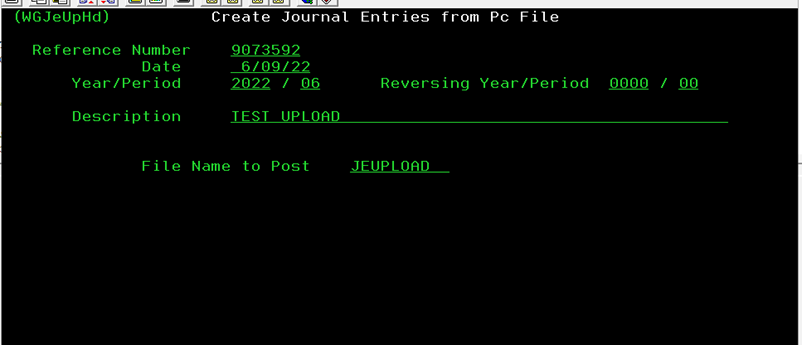 (WGJeUpHd) Create Journal Entries from Pc File
Reference Number 9073592
Date 6/09/22
Year/Period 2022 / 06 Reversing Year/Period 0000 / 00
Description TEST UPLOAD
File Name to Post JEUPLOAD